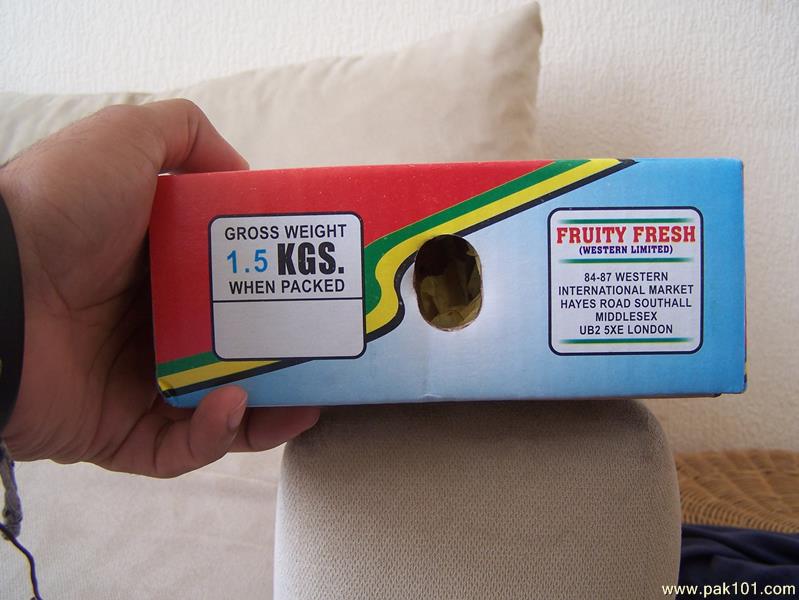 GROSS WEIGHT
1.5 KGS.
WHEN PACKED
FRUITY FRESH
(WESTERN LIMITED)
84-87 WESTERN
INTERNATIONAL MARKET
HAYES ROAD SOUTHALL
MIDDLESEX
UB2 5XE LONDON
www.pak101.com